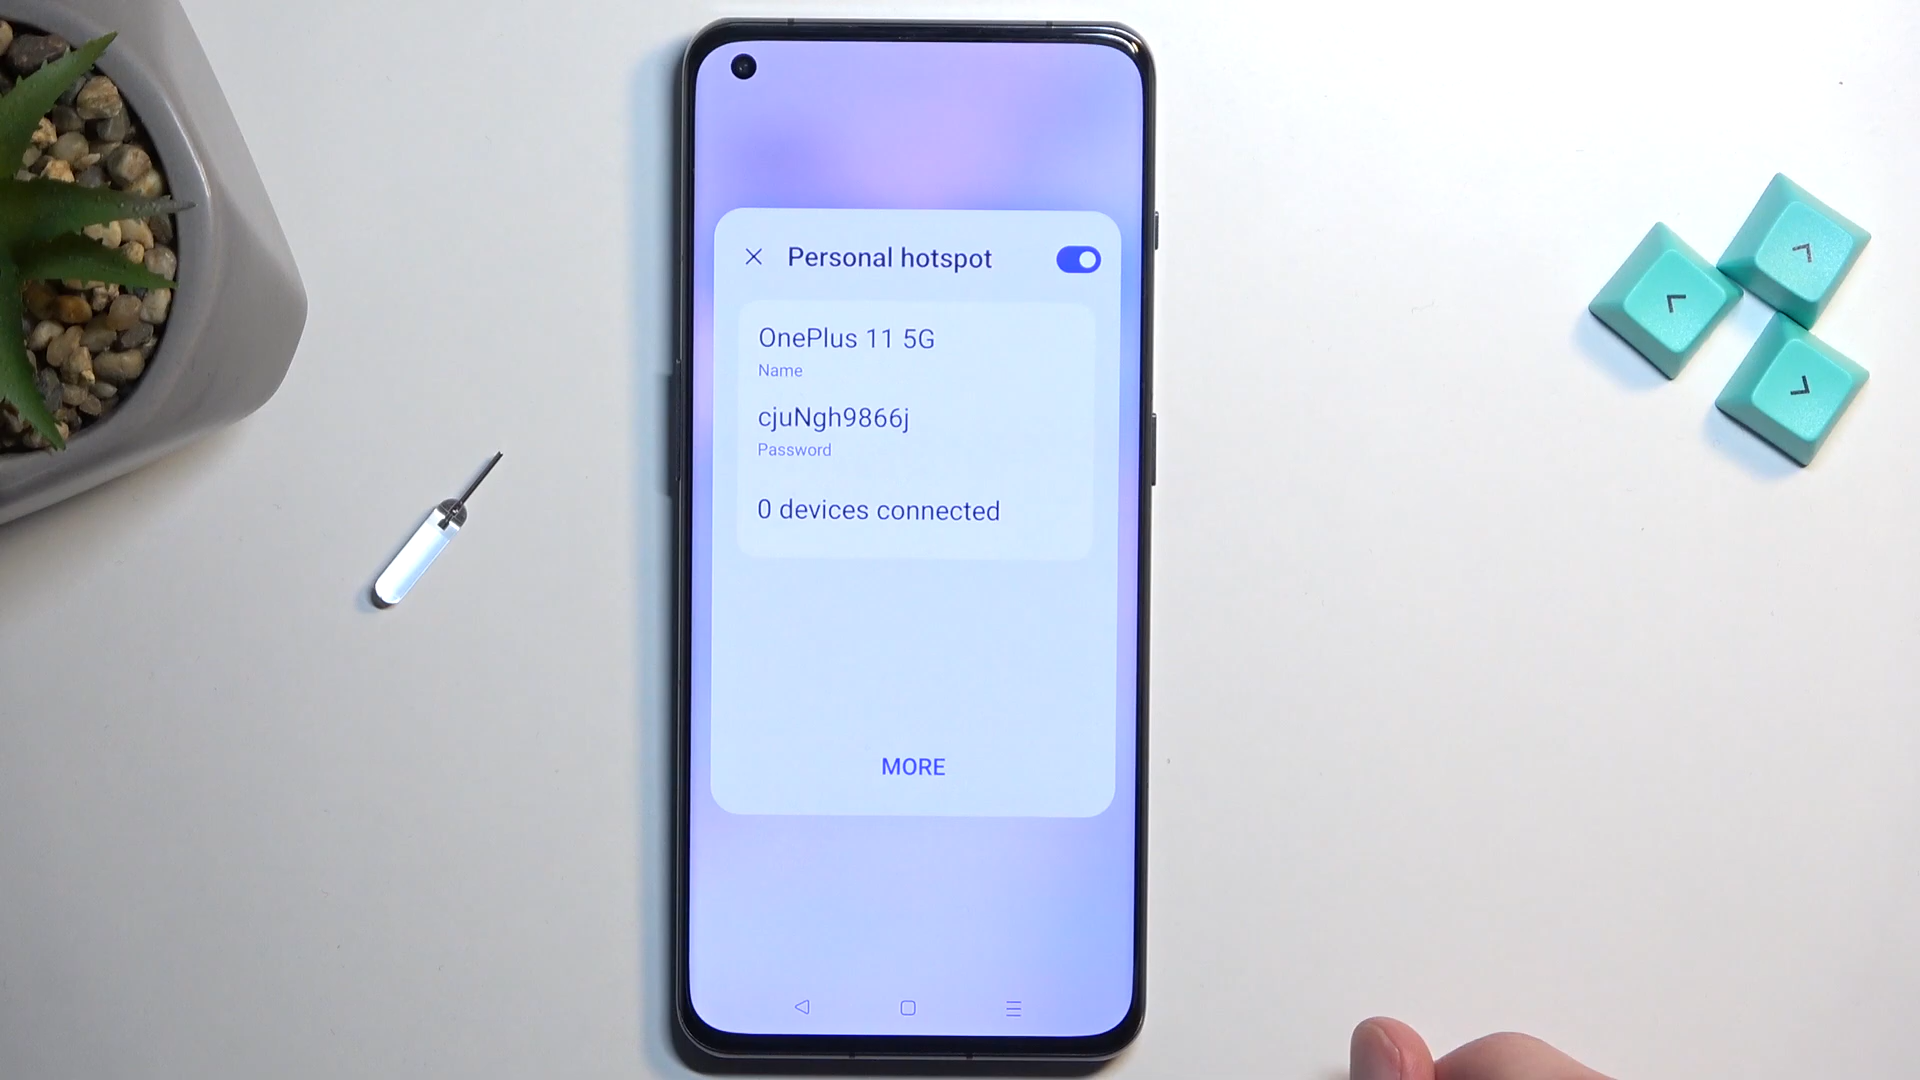 Personal hotspot
OnePlus 11 5G
Name
cjuNgh9866j
Password
0 devices connected
MORE